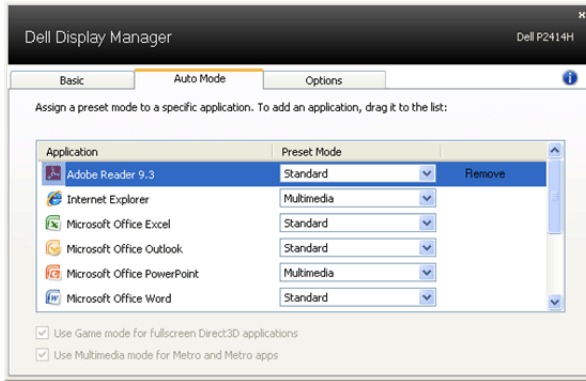 Dell Display Manager
Dell P2414H
Basic
Auto Mode
Options
Assign a preset mode to a specific application. To add an application, drag it to the list:
Application Preset Mode
Adobe Reader 9.3 Standard Remove
Internet Explorer Multimedia
Microsoft Office Excel Standard
Microsoft Office Outlook Standard
Microsoft Office PowerPoint Multimedia
Microsoft Office Word Standard
Use Game mode for fullscreen Direct3D applications
Use Multimedia mode for Metro and Metro apps